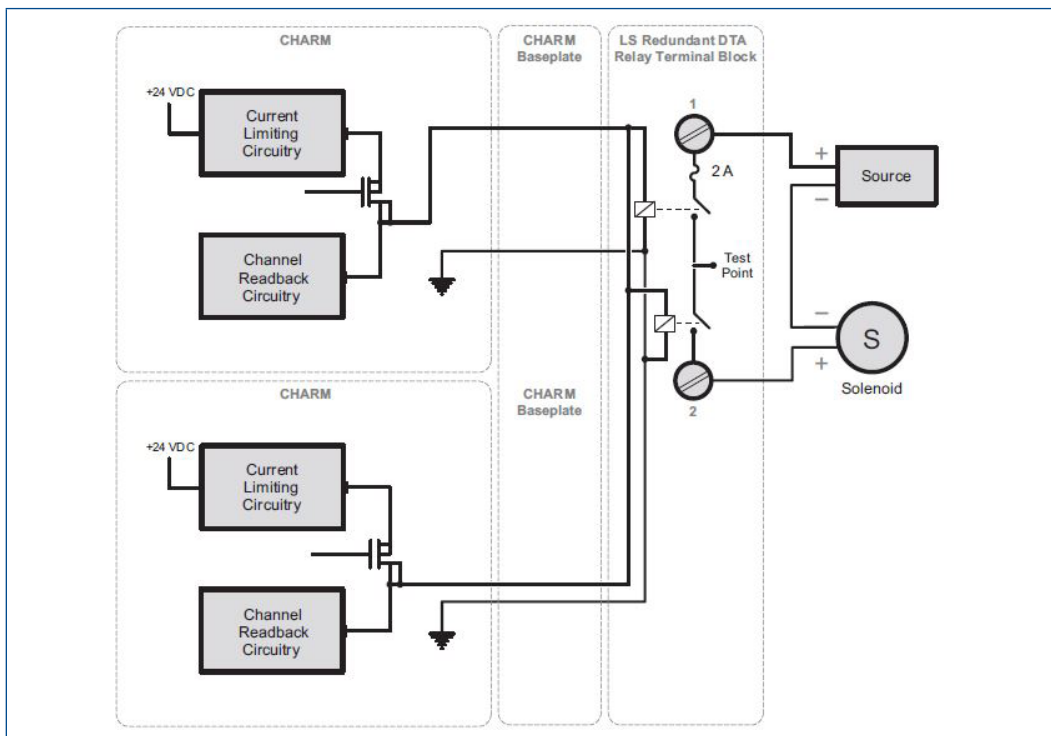 CHARM
CHARM
Baseplate
LS Redundant DTA
Relay Terminal Block
+24 VDC
Current
Limiting
Circuitry
Channel
Readback
Circuitry
1
2 A
Test
Point
2
+
Source
−
−
S
+
Solenoid
CHARM
CHARM
Baseplate
+24 VDC
Current
Limiting
Circuitry
Channel
Readback
Circuitry